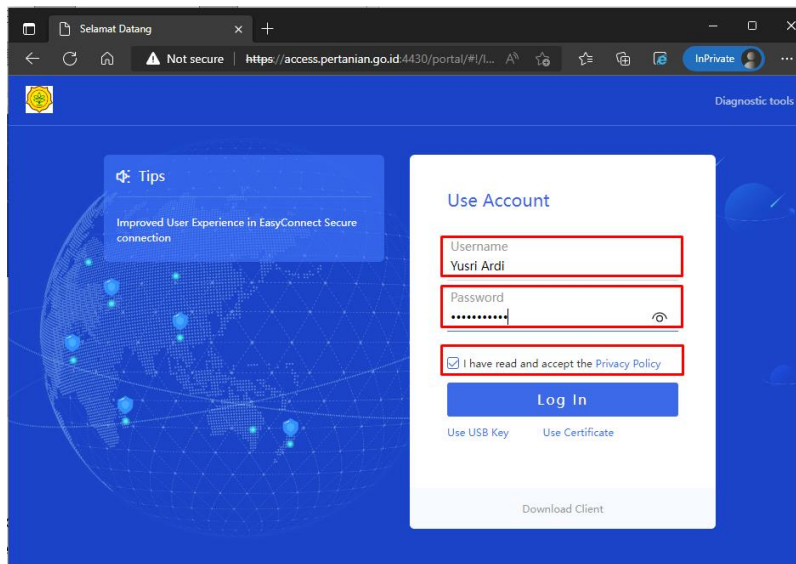 Selamat Datang
Not secure https://access.pertanian.go.id:4430/portal/#!/l... InPrivate
Diagnostic tools
Tips
Improved User Experience in EasyConnect Secure
connection
Use Account
Username
Yusri Ardi
Password
•••••••••••
I have read and accept the Privacy Policy
Log In
Use USB Key Use Certificate
Download Client